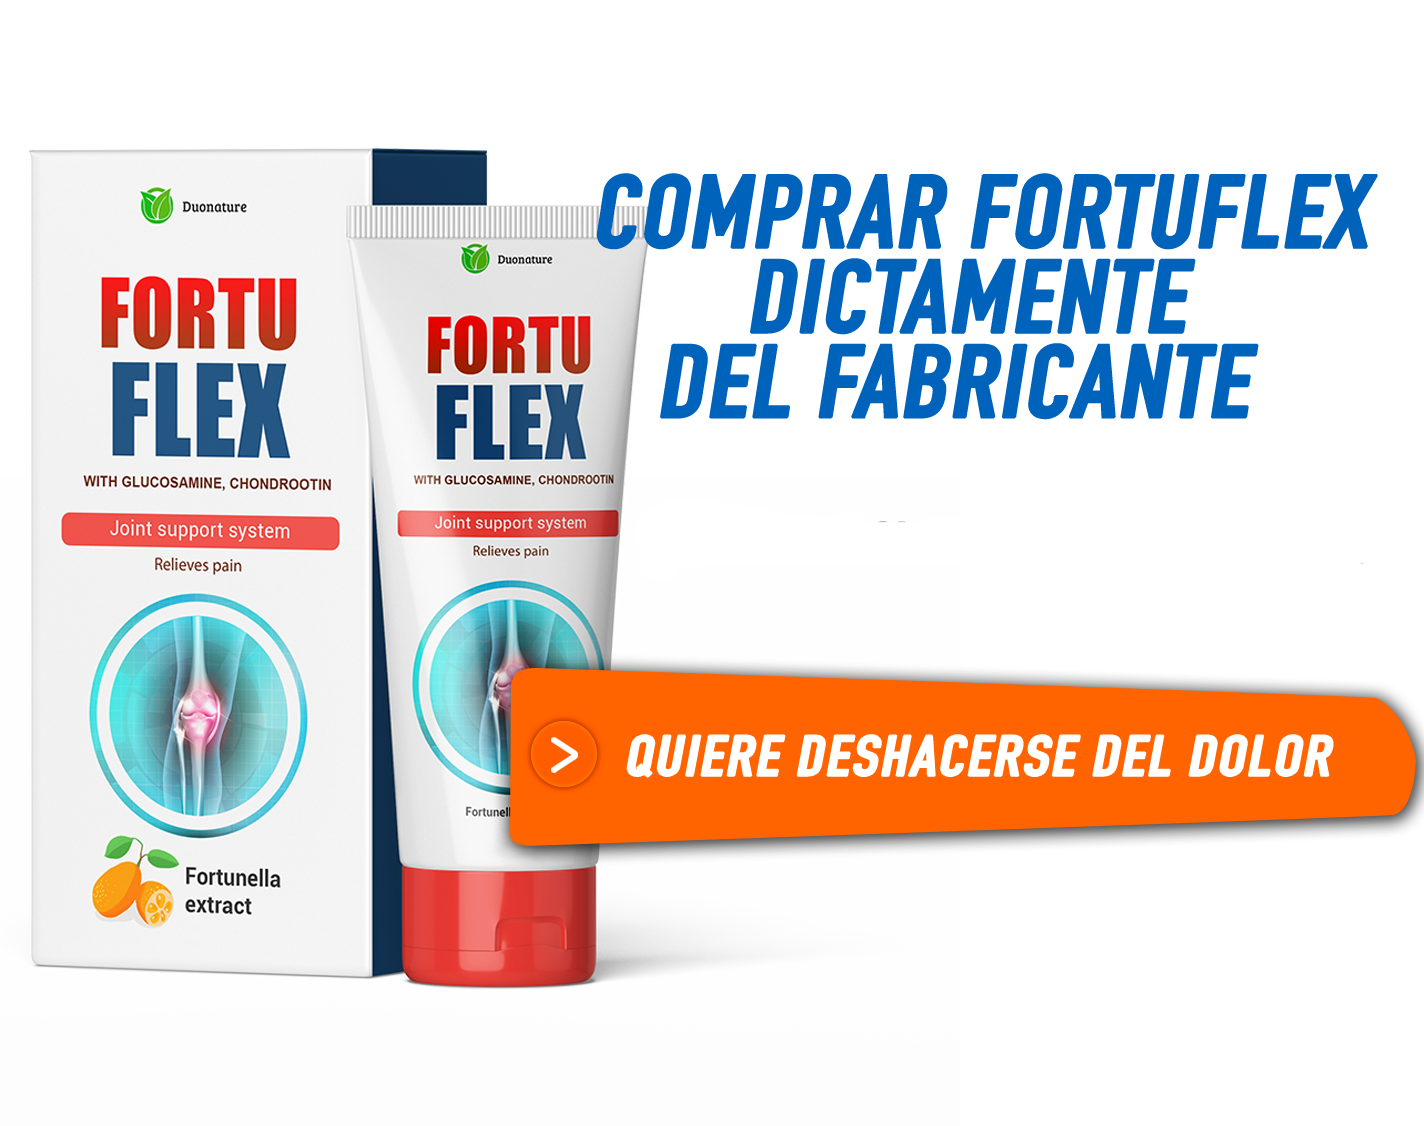 Duonature
FORTU
FLEX
WITH GLUCOSAMINE, CHONDROOTIN
Joint support system
Relieves pain
Fortunella
extract
Duonature
FORTU
FLEX
WITH GLUCOSAMINE, CHONDROOTIN
Joint support system
Relieves pain
COMPRAR FORTUFLEX
DICTAMENTE
DEL FABRICANTE
> QUIERE DESHACERSE DEL DOLOR